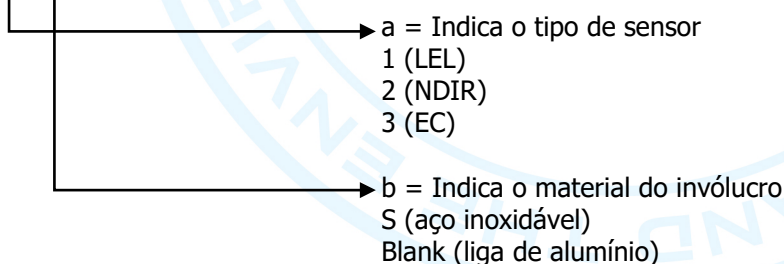 a = Indica o tipo de sensor
1 (LEL)
2 (NDIR)
3 (EC)
b = Indica o material do invólucro
S (aço inoxidável)
Blank (liga de alumínio)